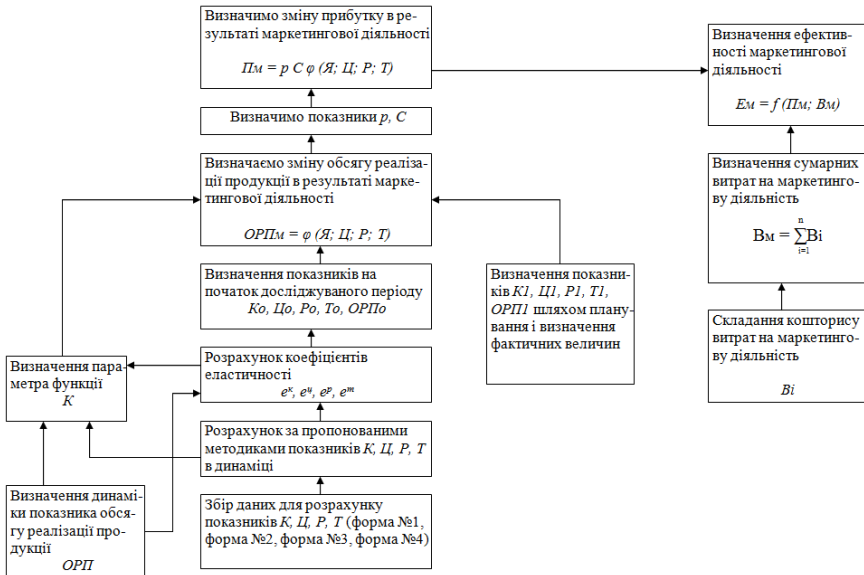 Визначимо зміну прибутку в ре-
зультаті маркетингової діяльності
Пм = р С φ (Я; Ц; Р; Т)
Визначення ефектив-
ності маркетингової
діяльності
Ем = f (Пм; Вм)
Визначимо показники р, С
Визначаємо зміну обсягу реаліза-
ції продукції в результаті марке-
тингової діяльності
ОРПм = φ (Я; Ц; Р; Т)
Визначення сумарних
витрат на маркетинго-
ву діяльність
Вм = n∑i=1 Ві
Визначення показників на
початок досліджуваного періоду
Ко, Цо, Ро, То, ОРПо
Визначення показни-
ків К1, Ц1, Р1, Т1,
ОРП1 шляхом плану-
вання і визначення
фактичних величин
Складання кошторису
витрат на маркетинго-
ву діяльність
Ві
Визначення пара-
метра функції
К
Розрахунок коефіцієнтів
еластичності
eᵏ, eᶣ, eᵖ, eᵐ
Розрахунок за пропонованими
методиками показників К, Ц, Р, Т
в динаміці
Визначення динамі-
ки показника обся-
гу реалізації про-
дукції
ОРП
Збір даних для розрахунку
показників К, Ц, Р, Т (форма №1,
форма №2, форма №3, форма №4)